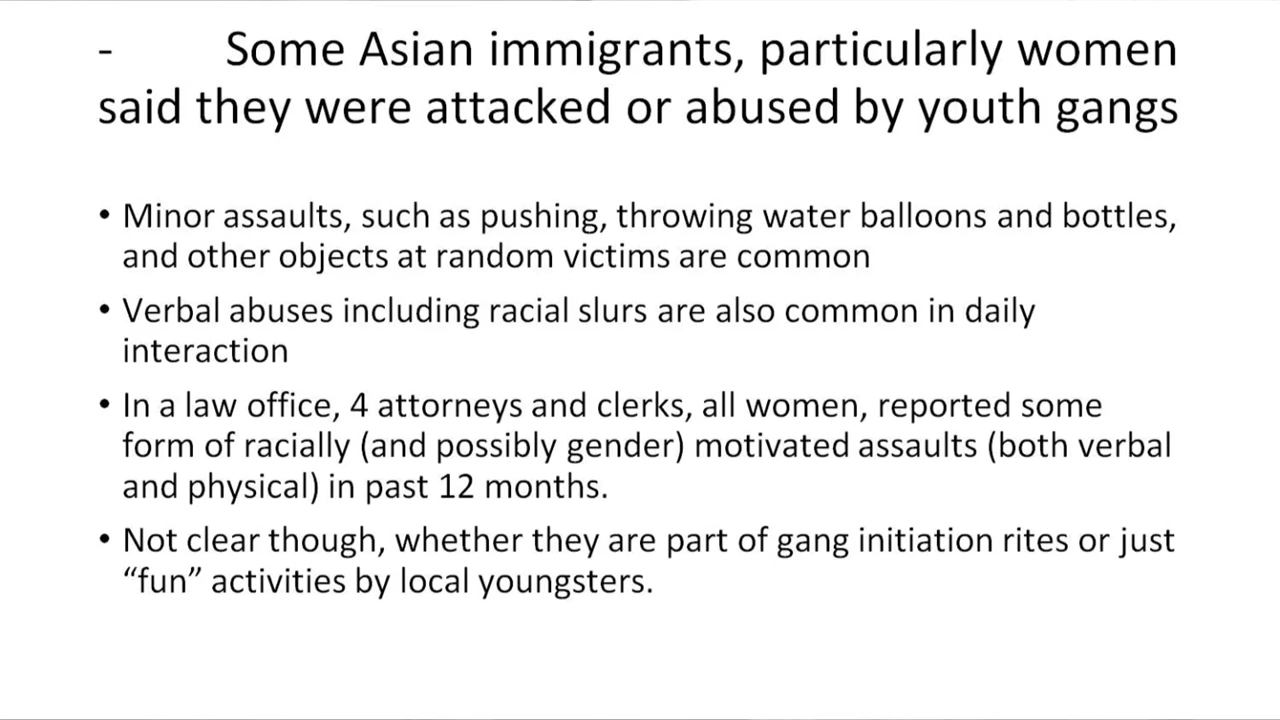 - Some Asian immigrants, particularly women
said they were attacked or abused by youth gangs
• Minor assaults, such as pushing, throwing water balloons and bottles,
and other objects at random victims are common
• Verbal abuses including racial slurs are also common in daily
interaction
• In a law office, 4 attorneys and clerks, all women, reported some
form of racially (and possibly gender) motivated assaults (both verbal
and physical) in past 12 months.
• Not clear though, whether they are part of gang initiation rites or just
“fun” activities by local youngsters.